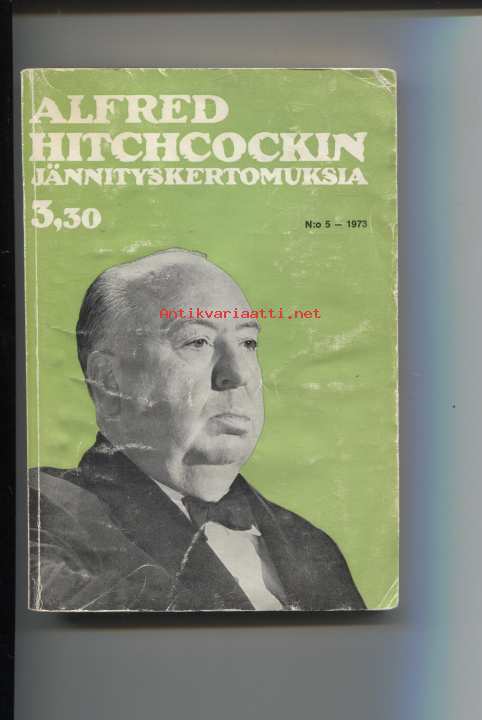 ALFRED
HITCHCOCKIN
JÄNNITYSKERTOMUKSIA
3,30
N:o 5 — 1973
Antikvariaatti.net